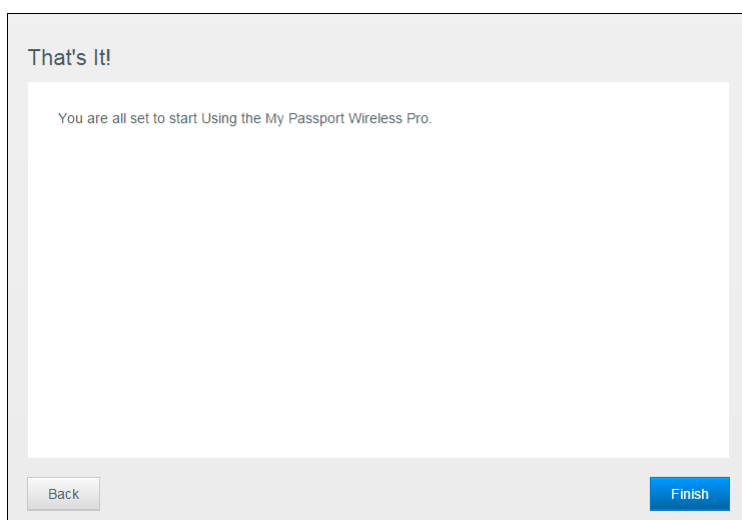 That's It!
You are all set to start Using the My Passport Wireless Pro.
Back
Finish